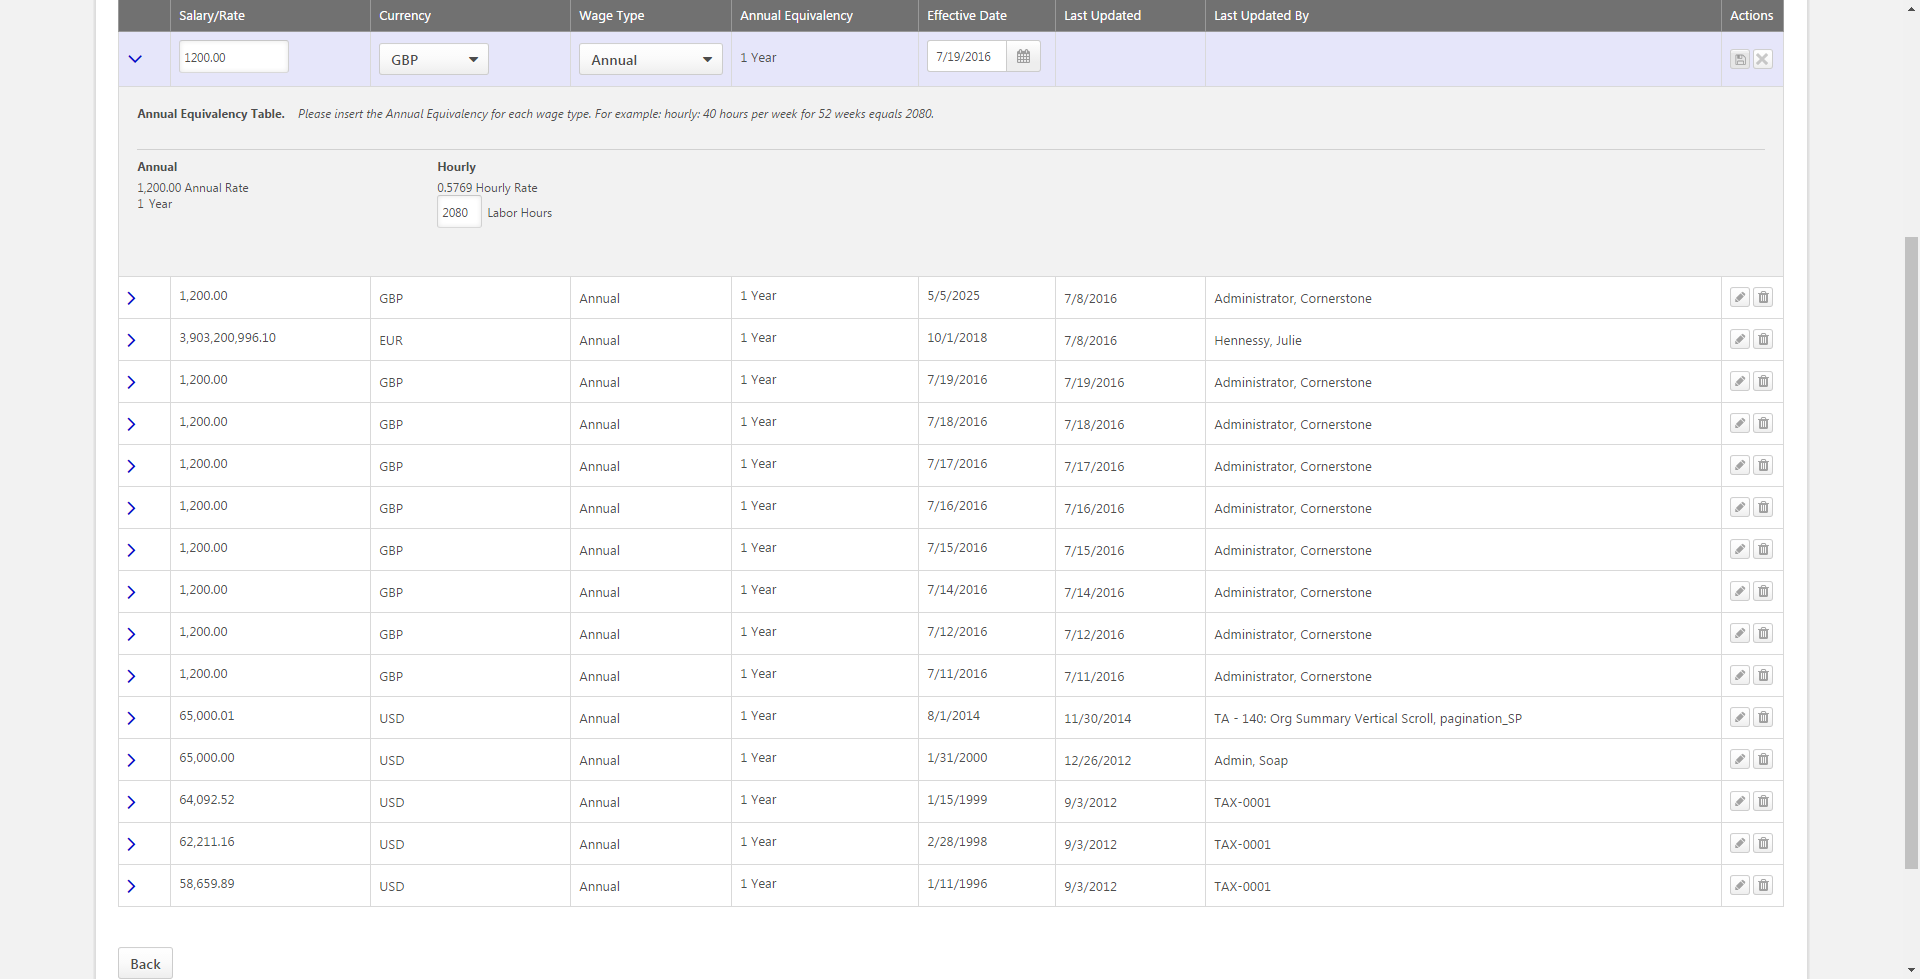 Salary/Rate Currency Wage Type Annual Equivalency Effective Date Last Updated Last Updated By Actions
1200.00 GBP Annual 1 Year 7/19/2016
Annual Equivalency Table. Please insert the Annual Equivalency for each wage type. For example: hourly: 40 hours per week for 52 weeks equals 2080.
Annual Hourly
1,200.00 Annual Rate 0.5769 Hourly Rate
1 Year
2080 Labor Hours
1,200.00 GBP Annual 1 Year 5/5/2025 7/8/2016 Administrator, Cornerstone
3,903,200,996.10 EUR Annual 1 Year 10/1/2018 7/8/2016 Hennessy, Julie
1,200.00 GBP Annual 1 Year 7/19/2016 7/19/2016 Administrator, Cornerstone
1,200.00 GBP Annual 1 Year 7/18/2016 7/18/2016 Administrator, Cornerstone
1,200.00 GBP Annual 1 Year 7/17/2016 7/17/2016 Administrator, Cornerstone
1,200.00 GBP Annual 1 Year 7/16/2016 7/16/2016 Administrator, Cornerstone
1,200.00 GBP Annual 1 Year 7/15/2016 7/15/2016 Administrator, Cornerstone
1,200.00 GBP Annual 1 Year 7/14/2016 7/14/2016 Administrator, Cornerstone
1,200.00 GBP Annual 1 Year 7/12/2016 7/12/2016 Administrator, Cornerstone
1,200.00 GBP Annual 1 Year 7/11/2016 7/11/2016 Administrator, Cornerstone
65,000.01 USD Annual 1 Year 8/1/2014 11/30/2014 TA - 140: Org Summary Vertical Scroll, pagination_SP
65,000.00 USD Annual 1 Year 1/31/2000 12/26/2012 Admin, Soap
64,092.52 USD Annual 1 Year 1/15/1999 9/3/2012 TAX-0001
62,211.16 USD Annual 1 Year 2/28/1998 9/3/2012 TAX-0001
58,659.89 USD Annual 1 Year 1/11/1996 9/3/2012 TAX-0001
Back